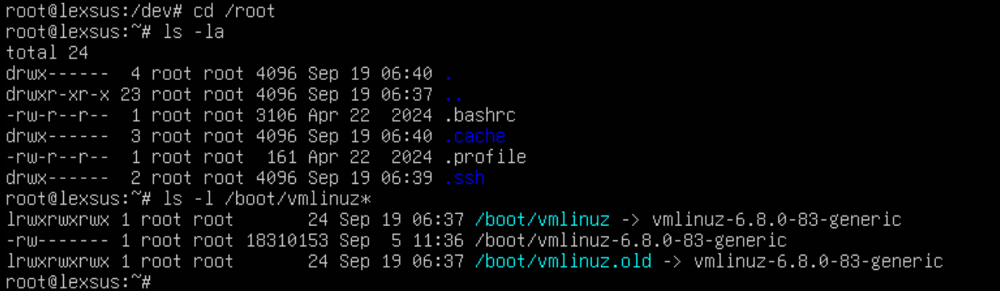 root@lexsus:/dev# cd /root
root@lexsus:~# ls -la
total 24
drwx------  4 root root 4096 Sep 19 06:40 .
drwxr-xr-x 23 root root 4096 Sep 19 06:37 ..
-rw-r--r--  1 root root 3106 Apr 22  2024 .bashrc
drwx------  3 root root 4096 Sep 19 06:40 .cache
-rw-r--r--  1 root root  161 Apr 22  2024 .profile
drwx------  2 root root 4096 Sep 19 06:39 .ssh
root@lexsus:~# ls -l /boot/vmlinuz*
lrwxrwxrwx 1 root root       24 Sep 19 06:37 /boot/vmlinuz -> vmlinuz-6.8.0-83-generic
-rw------- 1 root root 18310153 Sep  5 11:36 /boot/vmlinuz-6.8.0-83-generic
lrwxrwxrwx 1 root root       24 Sep 19 06:37 /boot/vmlinuz.old -> vmlinuz-6.8.0-83-generic
root@lexsus:~#